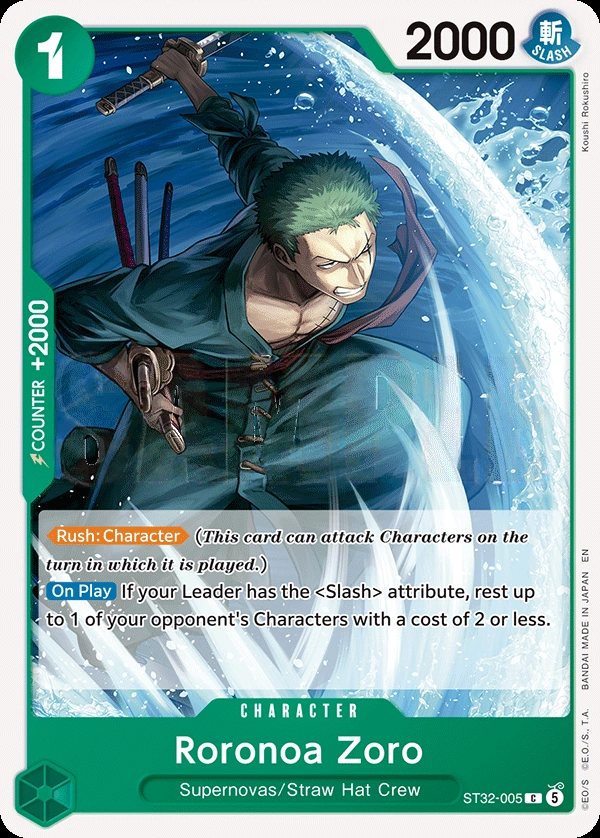 1
2000
斬
SLASH
Koushi Rokushiro
COUNTER +2000
Rush: Character (This card can attack Characters on the
turn in which it is played.)
On Play If your Leader has the <Slash> attribute, rest up
to 1 of your opponent's Characters with a cost of 2 or less.
CHARACTER
Roronoa Zoro
Supernovas/Straw Hat Crew
ST32-005 C 5
©E.O/S ©E.O./S., T.A. BANDAI MADE IN JAPAN EN